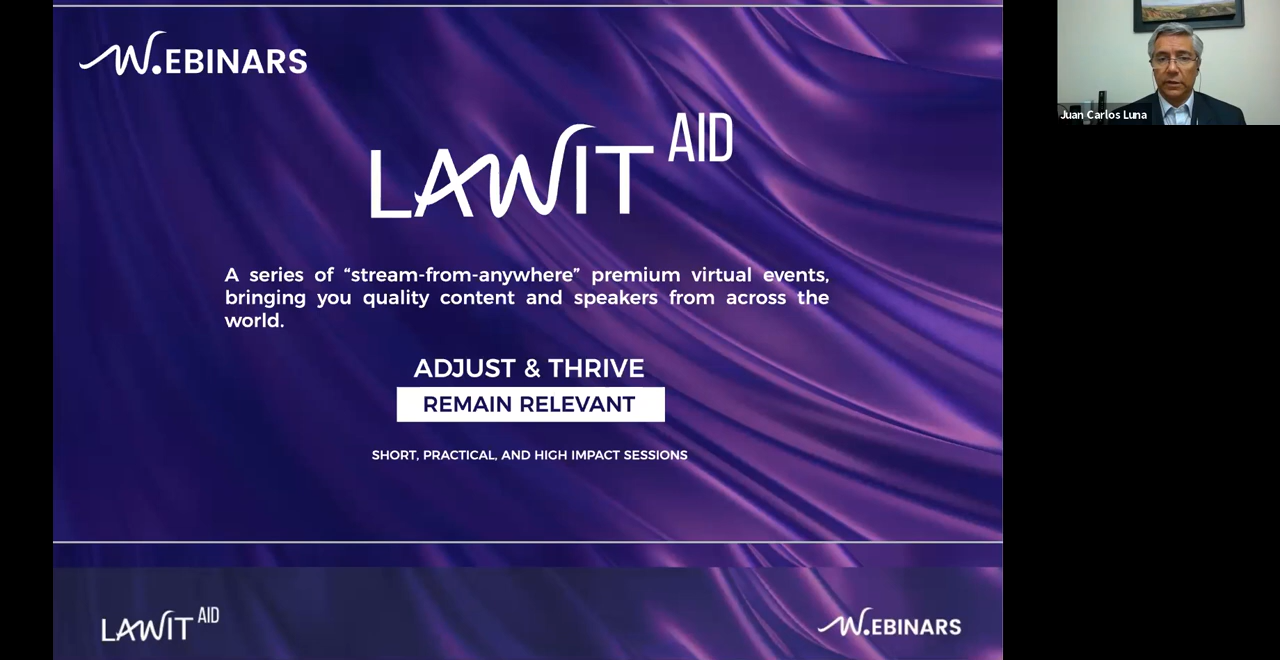 W.EBINARS
LAWIT AID
A series of “stream-from-anywhere” premium virtual events,
bringing you quality content and speakers from across the
world.
ADJUST & THRIVE
REMAIN RELEVANT
SHORT, PRACTICAL, AND HIGH IMPACT SESSIONS
LAWIT AID
W.EBINARS
Juan Carlos Luna